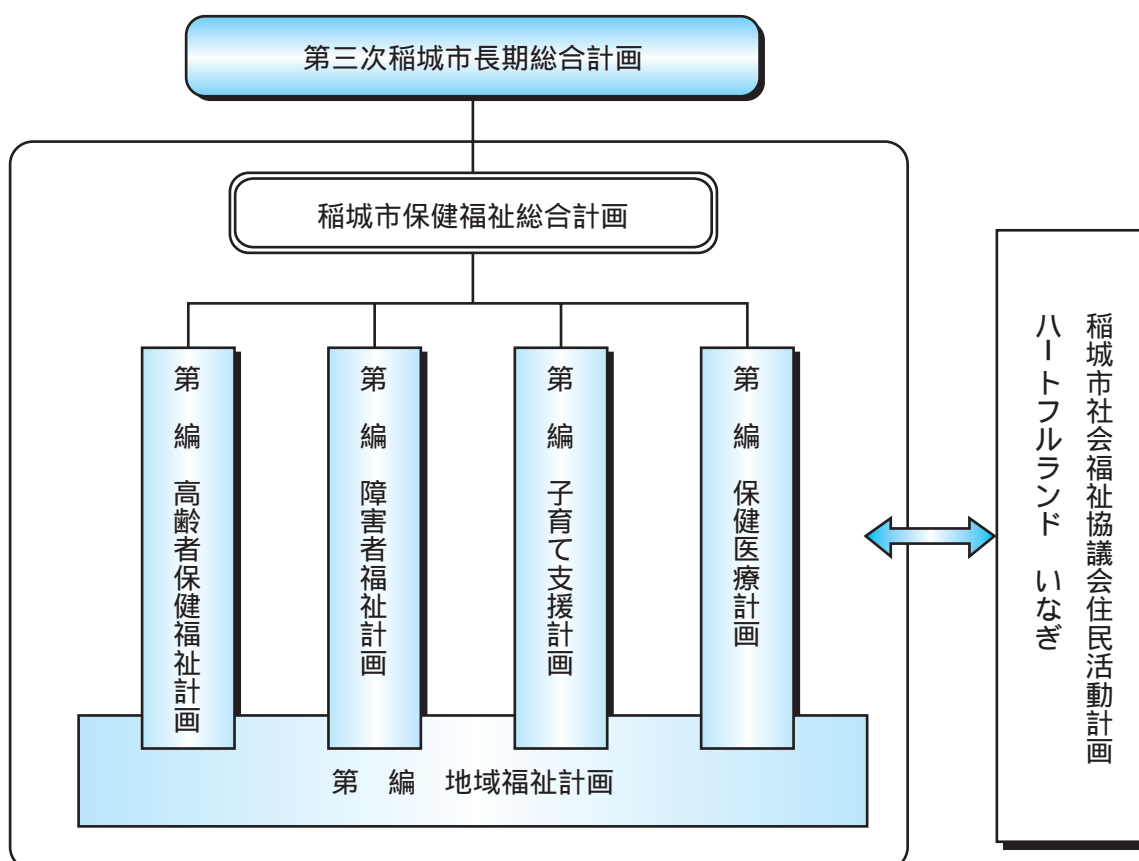 第三次稲城市長期総合計画
稲城市保健福祉総合計画
第　編　高齢者保健福祉計画
第　編　障害者福祉計画
第　編　子育て支援計画
第　編　保健医療計画
第　編　地域福祉計画
稲城市社会福祉協議会住民活動計画
ハートフルランド　いなぎ